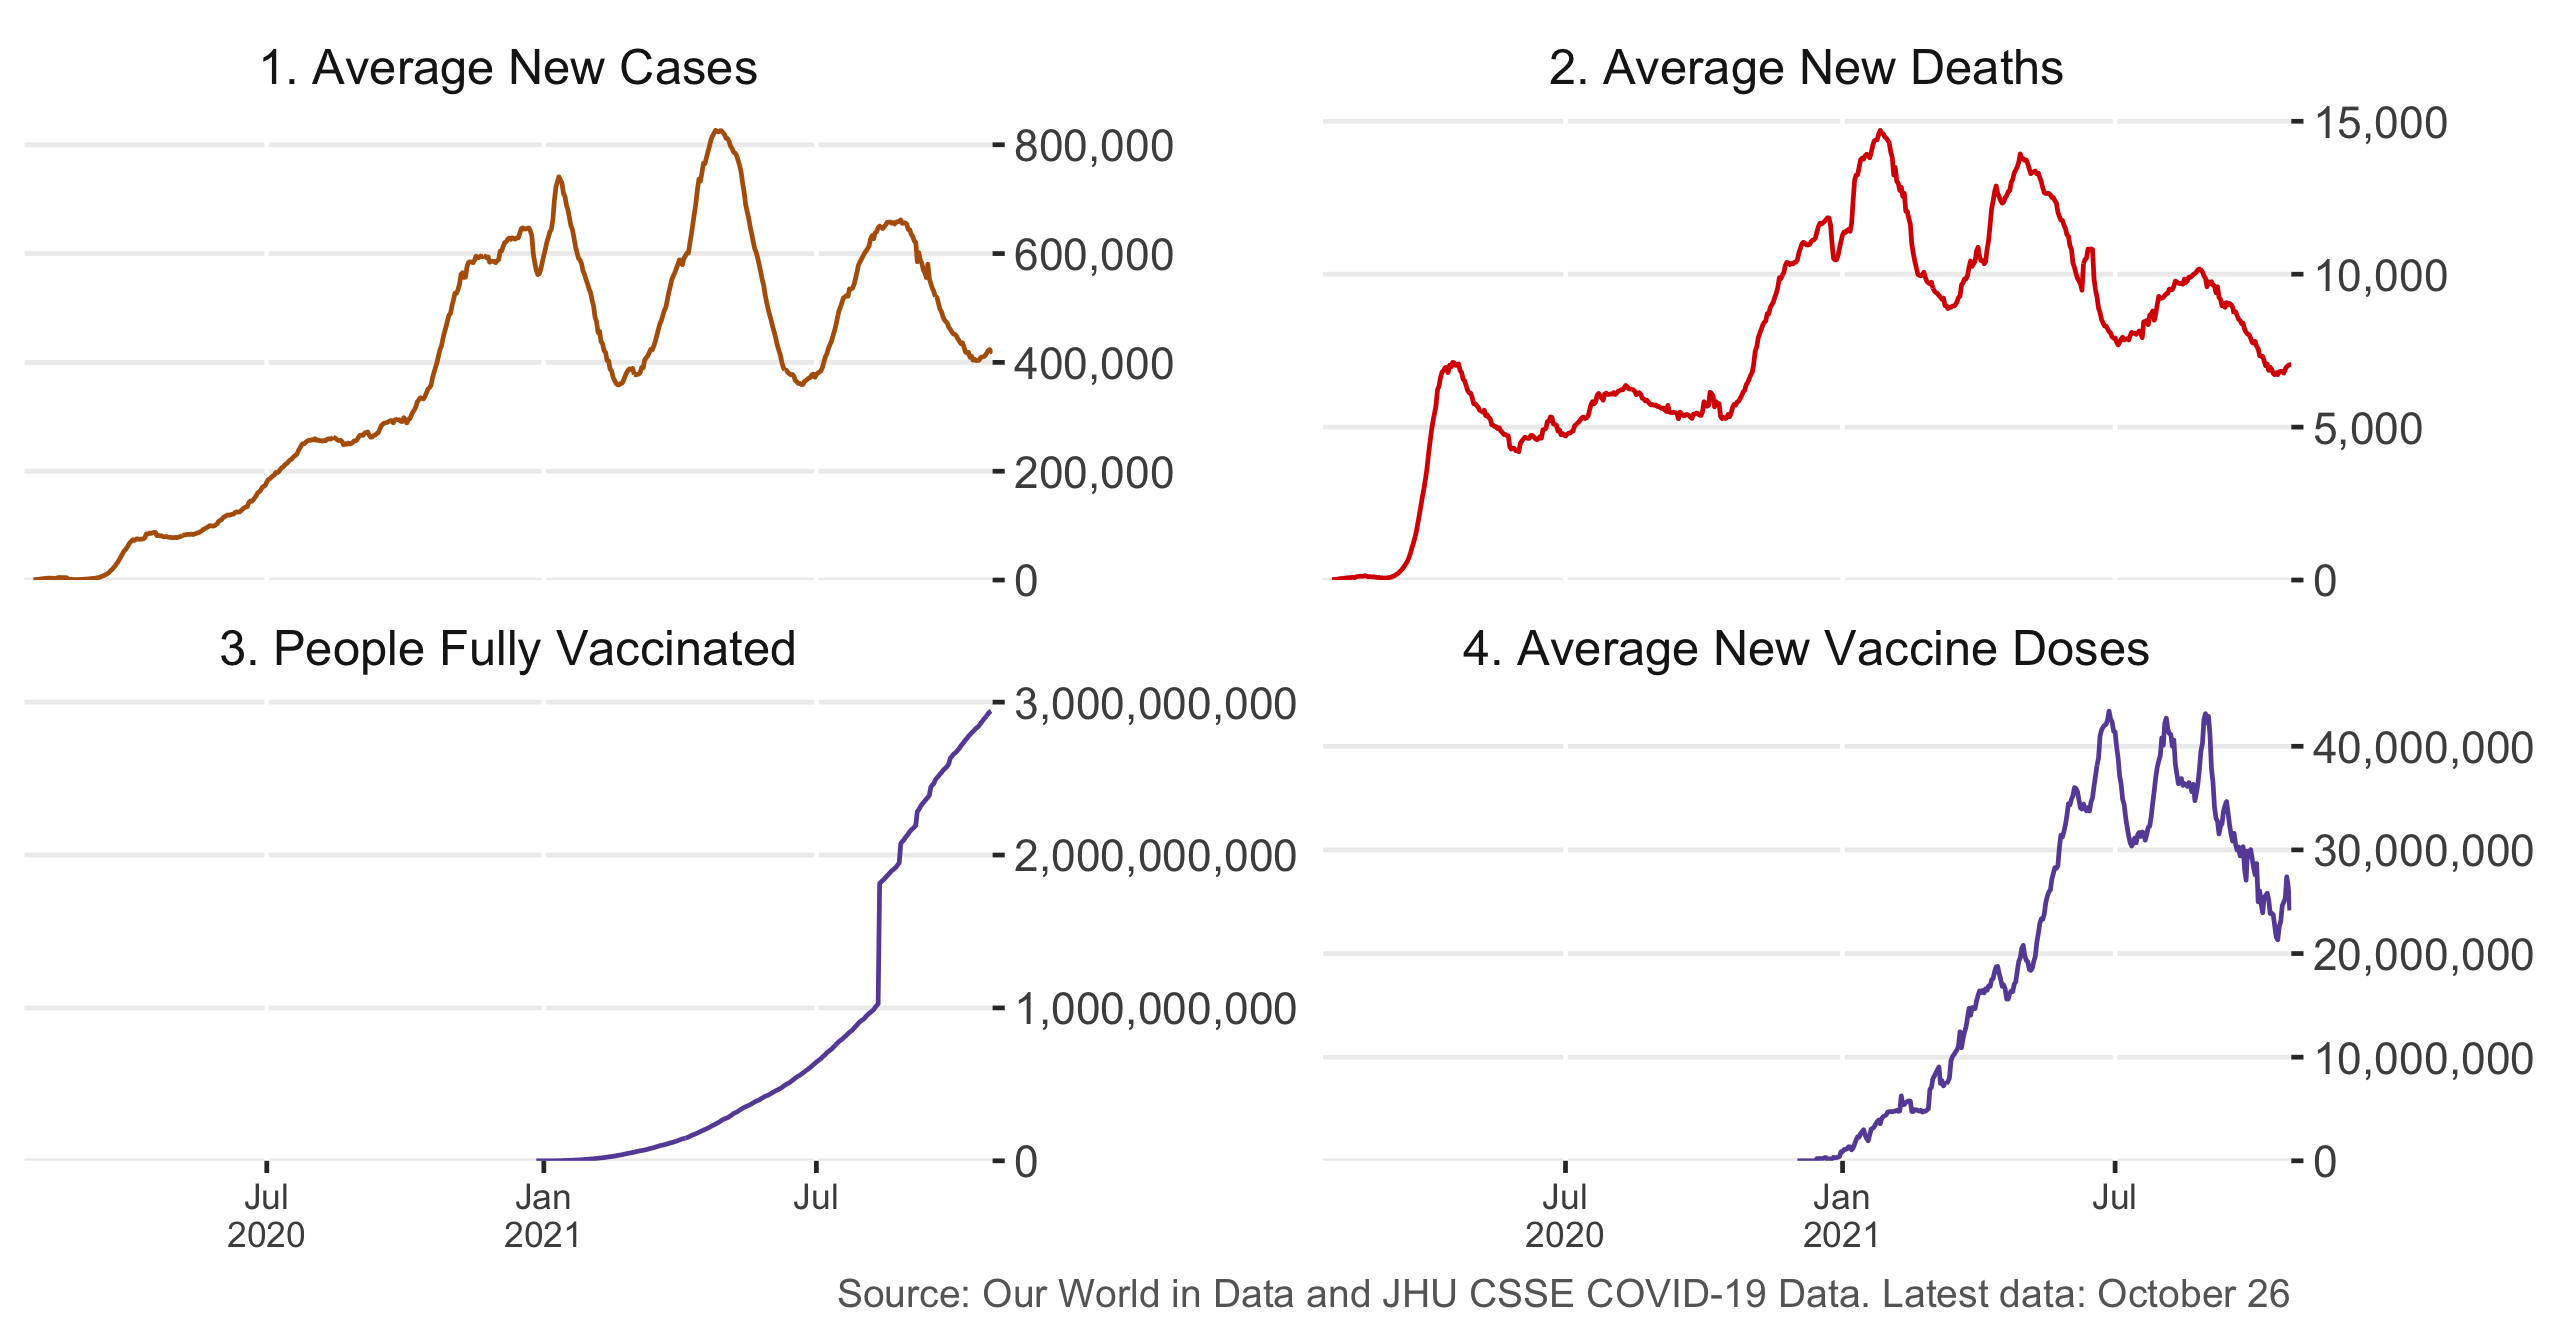 1. Average New Cases
800,000
600,000
400,000
200,000
0
2. Average New Deaths
15,000
10,000
5,000
0
3. People Fully Vaccinated
3,000,000,000
2,000,000,000
1,000,000,000
0
Jul
2020
Jan
2021
Jul
4. Average New Vaccine Doses
40,000,000
30,000,000
20,000,000
10,000,000
0
Jul
2020
Jan
2021
Jul
Source: Our World in Data and JHU CSSE COVID-19 Data. Latest data: October 26